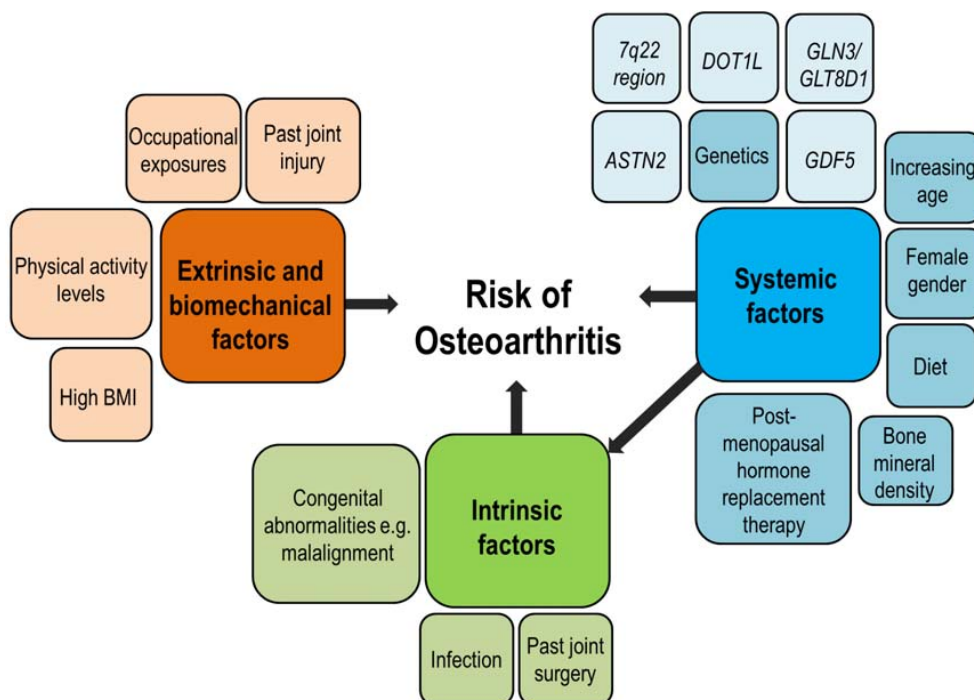 7q22
region
DOT1L
GLN3/
GLT8D1
Occupational
exposures
Past joint
injury
ASTN2
Genetics
GDF5
Increasing
age
Physical activity
levels
Extrinsic and
biomechanical
factors
Risk of
Osteoarthritis
Systemic
factors
Female
gender
High BMI
Diet
Post-
menopausal
hormone
replacement
therapy
Bone
mineral
density
Congenital
abnormalities e.g.
malalignment
Intrinsic
factors
Infection
Past joint
surgery